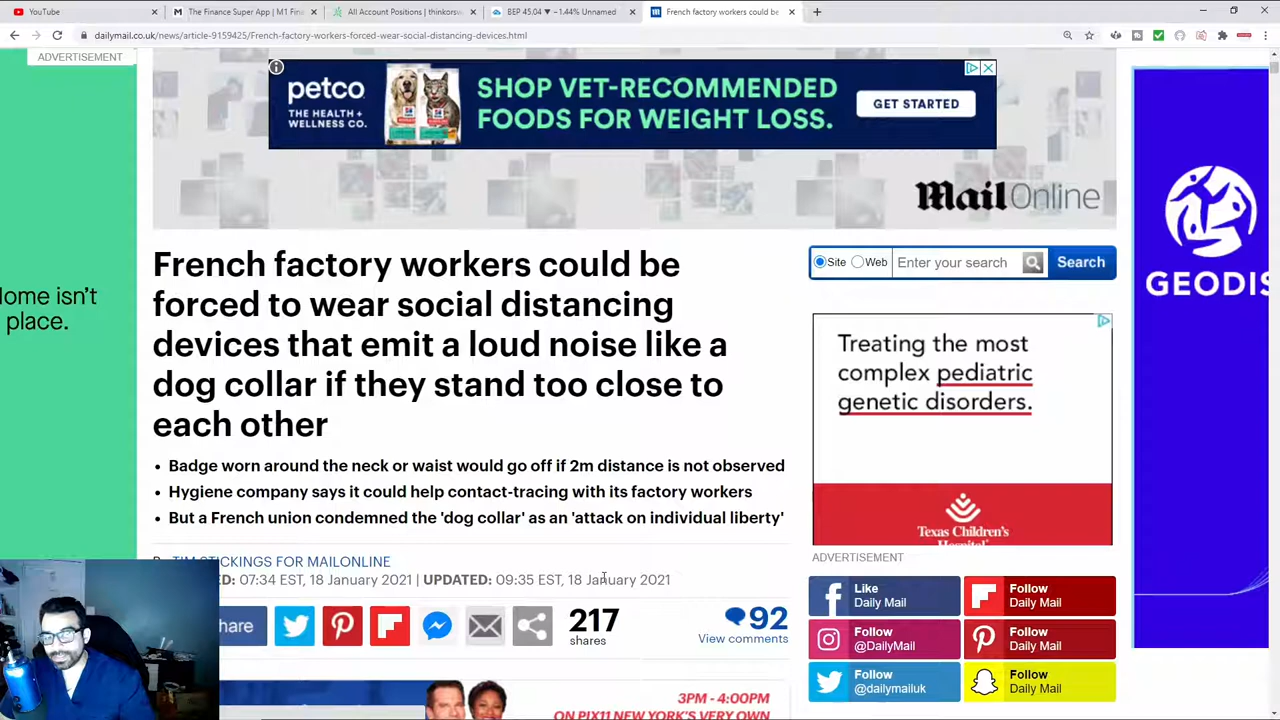 YouTube
The Finance Super App | M1 Fin
All Account Positions | thinkorsw
BEP 45.04 ▼ −1.44% Unnamed
French factory workers could be
dailymail.co.uk/news/article-9159425/French-factory-workers-forced-wear-social-distancing-devices.html
ADVERTISEMENT
petco
THE HEALTH +
WELLNESS CO.
SHOP VET-RECOMMENDED
FOODS FOR WEIGHT LOSS.
GET STARTED
Mail Online
French factory workers could be
forced to wear social distancing
devices that emit a loud noise like a
dog collar if they stand too close to
each other
• Badge worn around the neck or waist would go off if 2m distance is not observed
• Hygiene company says it could help contact-tracing with its factory workers
• But a French union condemned the 'dog collar' as an 'attack on individual liberty'
TIM STICKINGS FOR MAILONLINE
ED: 07:34 EST, 18 January 2021 | UPDATED: 09:35 EST, 18 January 2021
hare
217
shares
92
View comments
3PM - 4:00PM
ON PIX11 NEW YORK'S VERY OWN
ome isn't
place.
Site
Web
Enter your search
Search
Treating the most
complex pediatric
genetic disorders.
Texas Children's
Hospital
ADVERTISEMENT
Like
Daily Mail
Follow
Daily Mail
Follow
@DailyMail
Follow
Daily Mail
Follow
@dailymailuk
Follow
Daily Mail
GEODIS